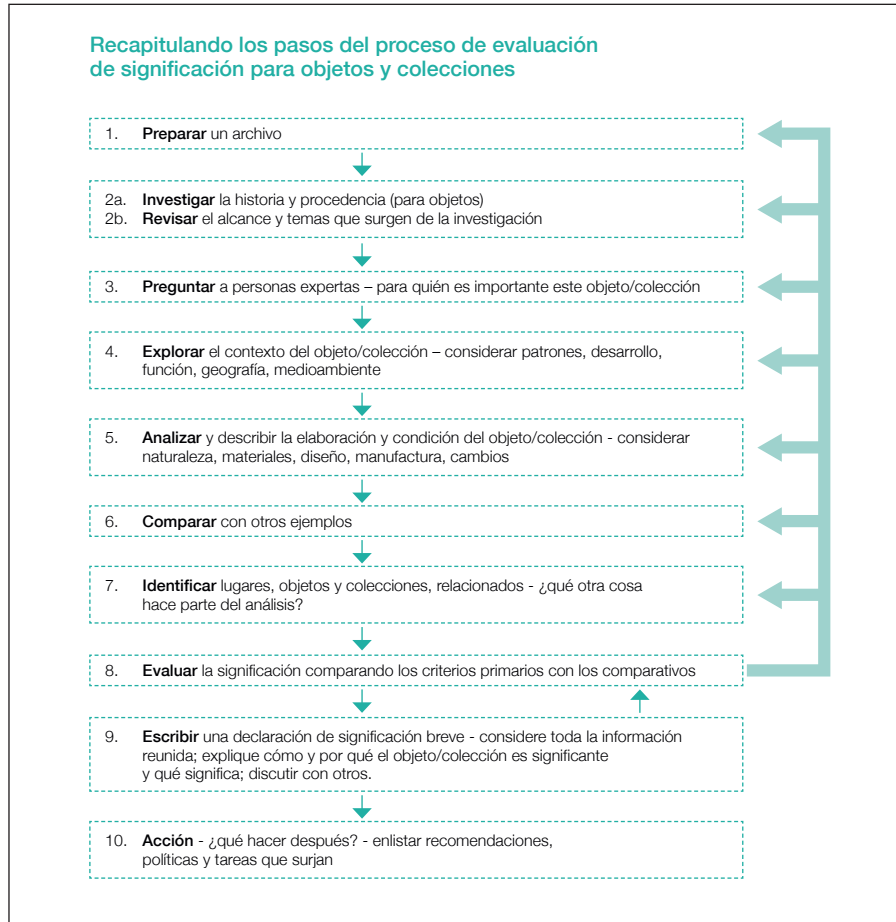 Recapitulando los pasos del proceso de evaluación
de significación para objetos y colecciones
1. Preparar un archivo
2a. Investigar la historia y procedencia (para objetos)
2b. Revisar el alcance y temas que surgen de la investigación
3. Preguntar a personas expertas – para quién es importante este objeto/colección
4. Explorar el contexto del objeto/colección – considerar patrones, desarrollo,
función, geografía, medioambiente
5. Analizar y describir la elaboración y condición del objeto/colección - considerar
naturaleza, materiales, diseño, manufactura, cambios
6. Comparar con otros ejemplos
7. Identificar lugares, objetos y colecciones, relacionados - ¿qué otra cosa
hace parte del análisis?
8. Evaluar la significación comparando los criterios primarios con los comparativos
9. Escribir una declaración de significación breve - considere toda la información
reunida; explique cómo y por qué el objeto/colección es significante
y qué significa; discutir con otros.
10. Acción - ¿qué hacer después? - enlistar recomendaciones,
políticas y tareas que surjan